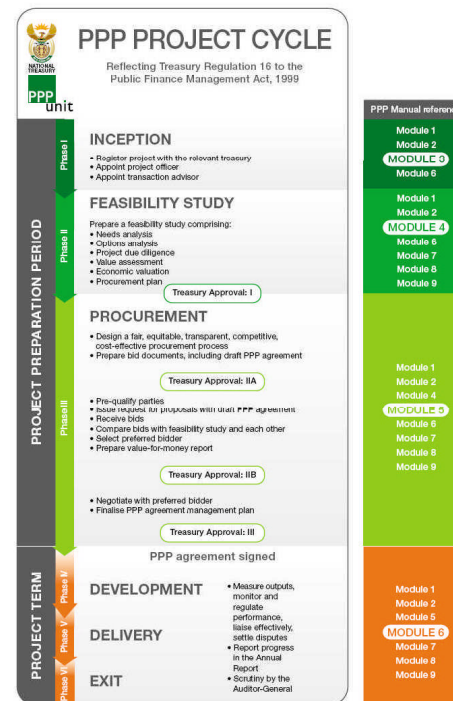 PPP PROJECT CYCLE
NATIONAL
TREASURY
Reflecting Treasury Regulation 16 to the
Public Finance Management Act, 1999
PPP
unit
PPP Manual reference
PROJECT PREPARATION PERIOD
Phase I
INCEPTION
• Register project with the relevant treasury
• Appoint project officer
• Appoint transaction advisor
Module 1
Module 2
MODULE 3
Module 6
Phase II
FEASIBILITY STUDY
Prepare a feasibility study comprising:
• Needs analysis
• Options analysis
• Project due diligence
• Value assessment
• Economic valuation
• Procurement plan
Treasury Approval: I
Module 1
Module 2
MODULE 4
Module 6
Module 7
Module 8
Module 9
Phase III
PROCUREMENT
• Design a fair, equitable, transparent, competitive,
cost-effective procurement process
• Prepare bid documents, including draft PPP agreement
Treasury Approval: IIA
• Pre-qualify parties
• Issue request for proposals with draft PPP agreement
• Receive bids
• Compare bids with feasibility study and each other
• Select preferred bidder
• Prepare value-for-money report
Treasury Approval: IIB
• Negotiate with preferred bidder
• Finalise PPP agreement management plan
Treasury Approval: III
Module 1
Module 2
Module 4
MODULE 5
Module 6
Module 7
Module 8
Module 9
PPP agreement signed
PROJECT TERM
Phase IV
DEVELOPMENT
Phase V
DELIVERY
Phase VI
EXIT
• Measure outputs,
monitor and
regulate
performance,
liaise effectively,
settle disputes
• Report progress
in the Annual
Report
• Scrutiny by the
Auditor-General
Module 1
Module 2
Module 5
MODULE 6
Module 7
Module 8
Module 9